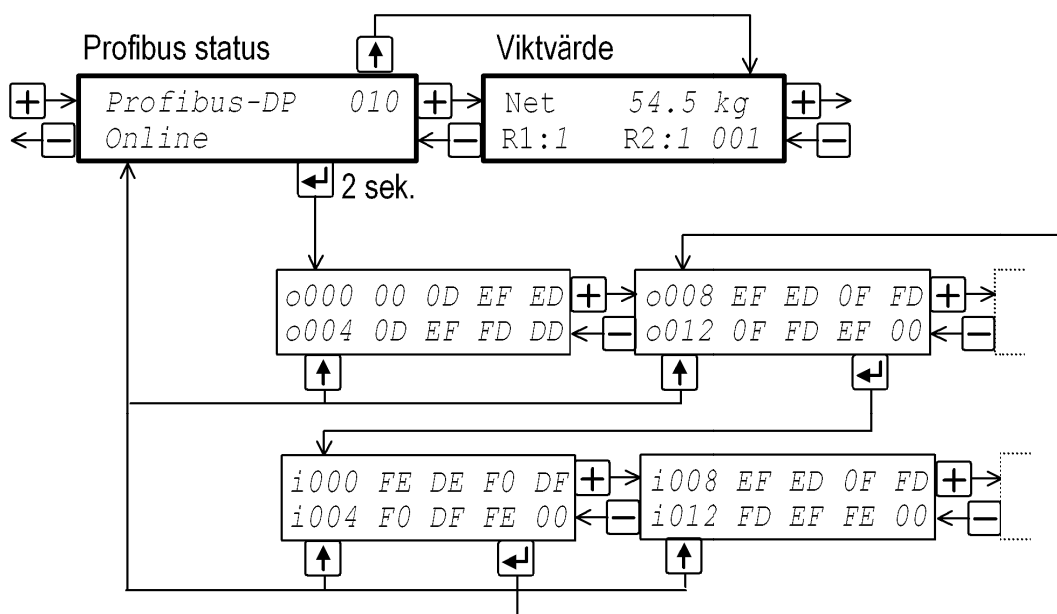 Profibus status
Viktvärde
Profibus-DP 010
Online
Net 54.5 kg
R1:1 R2:1 001
2 sek.
o000 00 0D EF ED
o004 0D EF FD DD
o008 EF ED 0F FD
o012 0F FD EF 00
i000 FE DE F0 DF
i004 F0 DF FE 00
i008 EF ED 0F FD
i012 FD EF FE 00